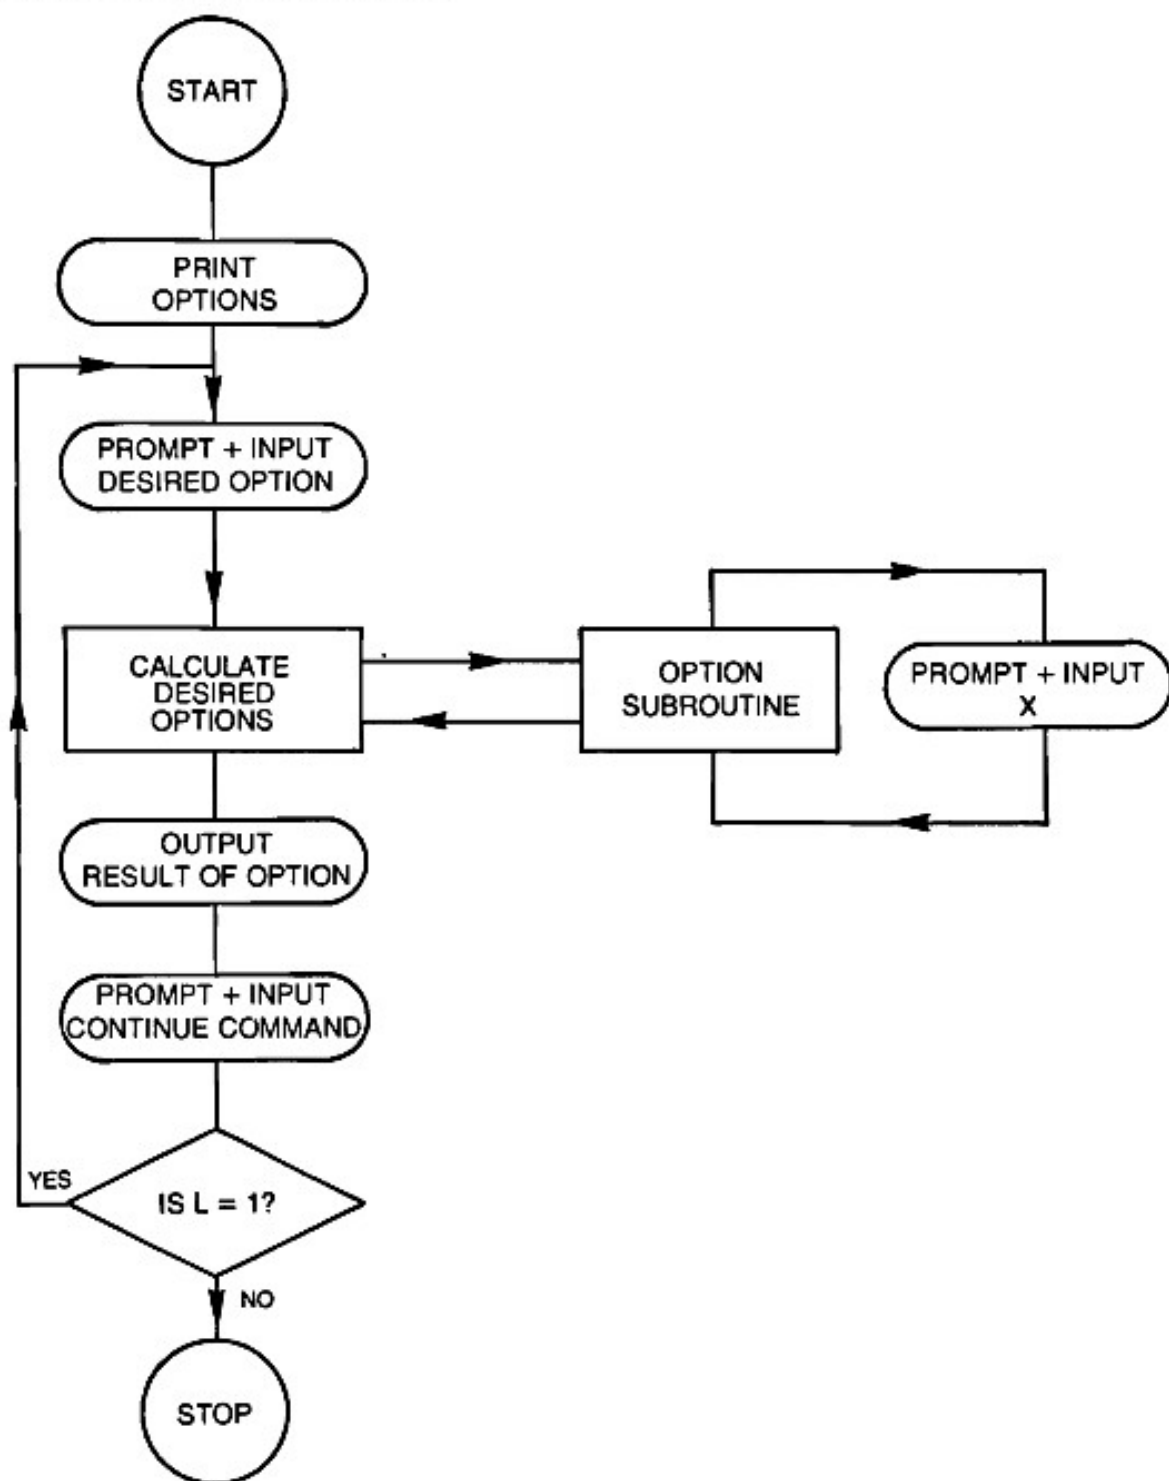 START
PRINT
OPTIONS
PROMPT + INPUT
DESIRED OPTION
CALCULATE
DESIRED
OPTIONS
OPTION
SUBROUTINE
PROMPT + INPUT
X
OUTPUT
RESULT OF OPTION
PROMPT + INPUT
CONTINUE COMMAND
YES
IS L = 1?
NO
STOP